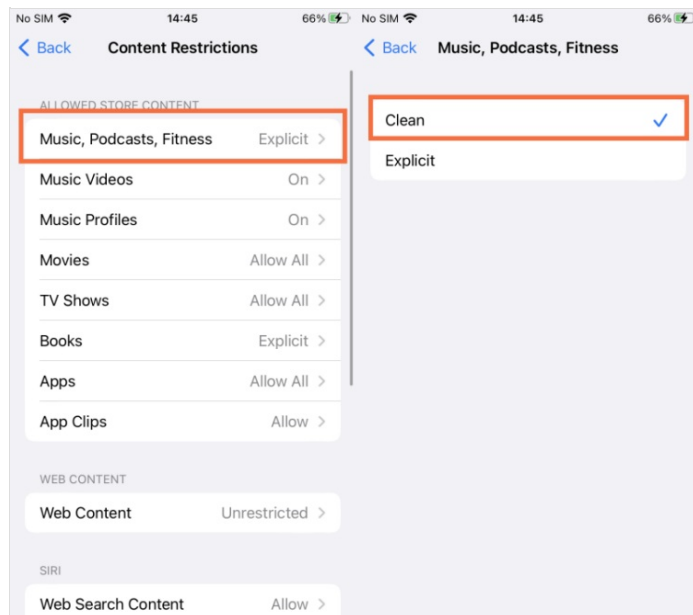 No SIM 14:45 66%
Back Content Restrictions
ALLOWED STORE CONTENT
Music, Podcasts, Fitness Explicit
Music Videos On
Music Profiles On
Movies Allow All
TV Shows Allow All
Books Explicit
Apps Allow All
App Clips Allow
WEB CONTENT
Web Content Unrestricted
SIRI
Web Search Content Allow
No SIM 14:45 66%
Back Music, Podcasts, Fitness
Clean
Explicit